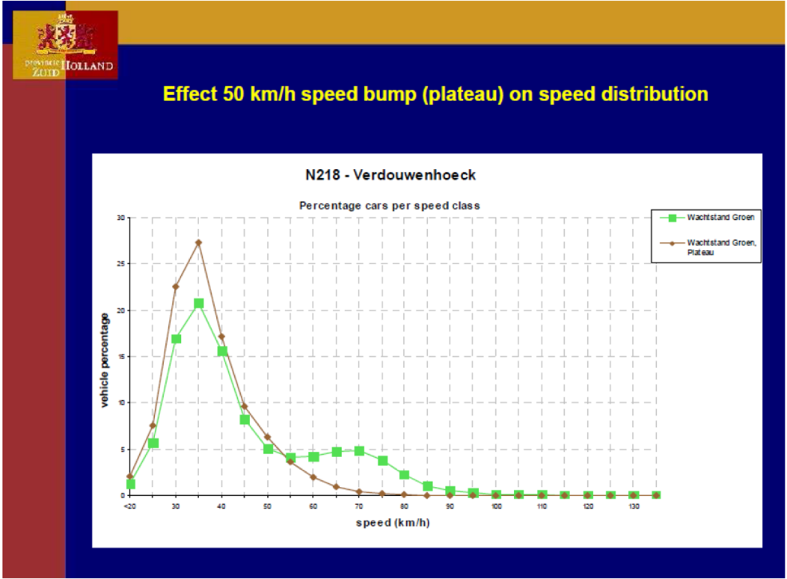 PROVINCIE
ZUID HOLLAND
Effect 50 km/h speed bump (plateau) on speed distribution
N218 - Verdouwenhoeck
Percentage cars per speed class
30
25
20
15
10
5
0
vehicle percentage
<20 30 40 50 60 70 80 90 100 110 120 130
speed (km/h)
Wachtstand Groen
Wachtstand Groen,
Plateau